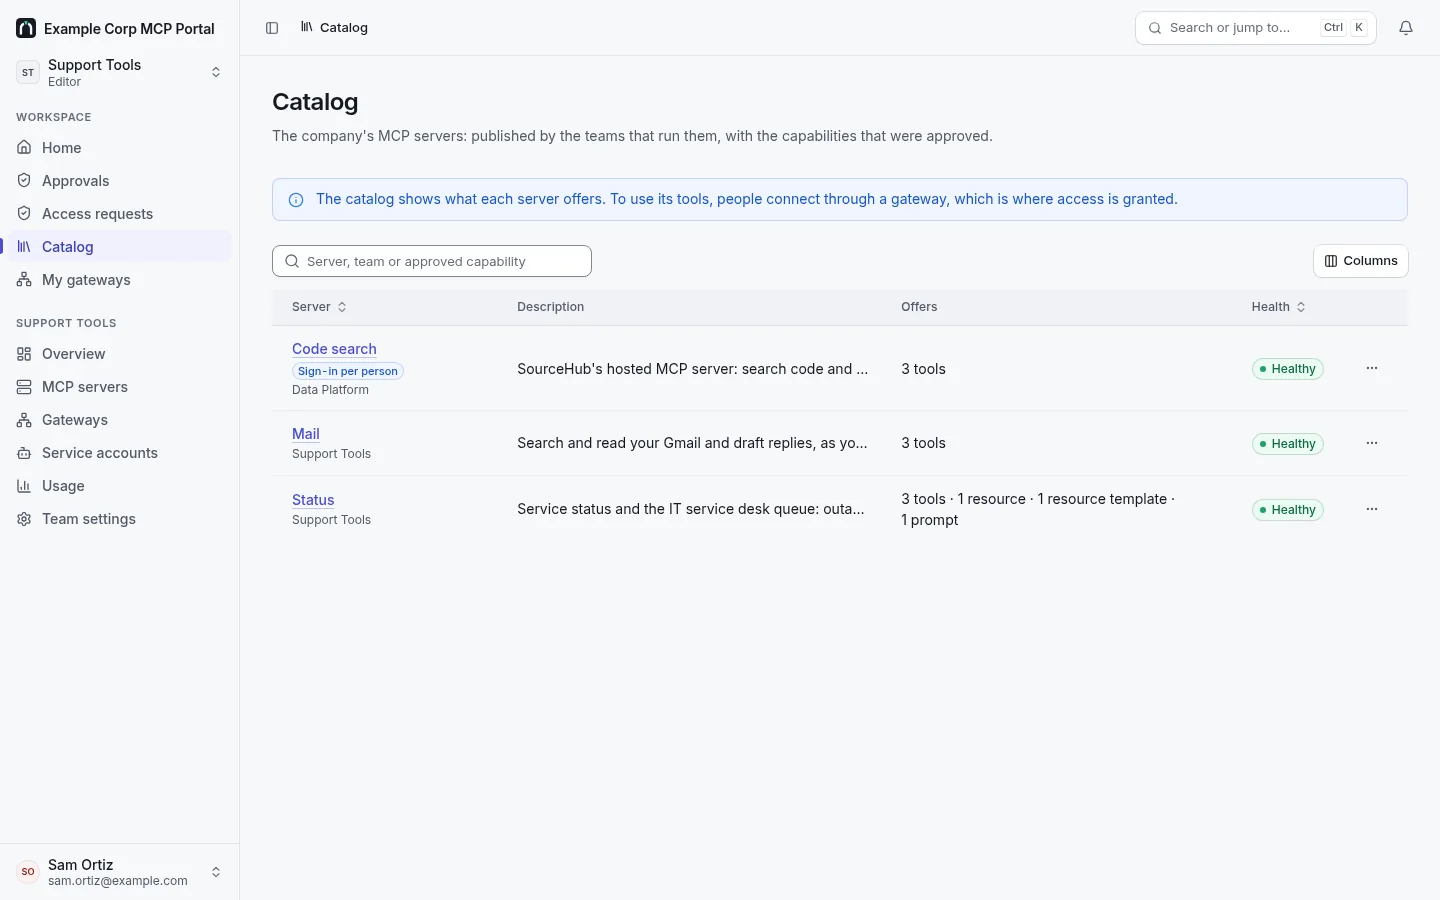 Example Corp MCP Portal
ST
Support Tools
Editor
WORKSPACE
Home
Approvals
Access requests
Catalog
My gateways
SUPPORT TOOLS
Overview
MCP servers
Gateways
Service accounts
Usage
Team settings
SO
Sam Ortiz
sam.ortiz@example.com
Catalog
Search or jump to...
Ctrl K
Catalog
The company's MCP servers: published by the teams that run them, with the capabilities that were approved.
The catalog shows what each server offers. To use its tools, people connect through a gateway, which is where access is granted.
Server, team or approved capability
Columns
Server Description Offers Health
Code search
Sign-in per person
Data Platform
SourceHub's hosted MCP server: search code and ...
3 tools
Healthy
Mail
Support Tools
Search and read your Gmail and draft replies, as yo...
3 tools
Healthy
Status
Support Tools
Service status and the IT service desk queue: outa...
3 tools · 1 resource · 1 resource template ·
1 prompt
Healthy